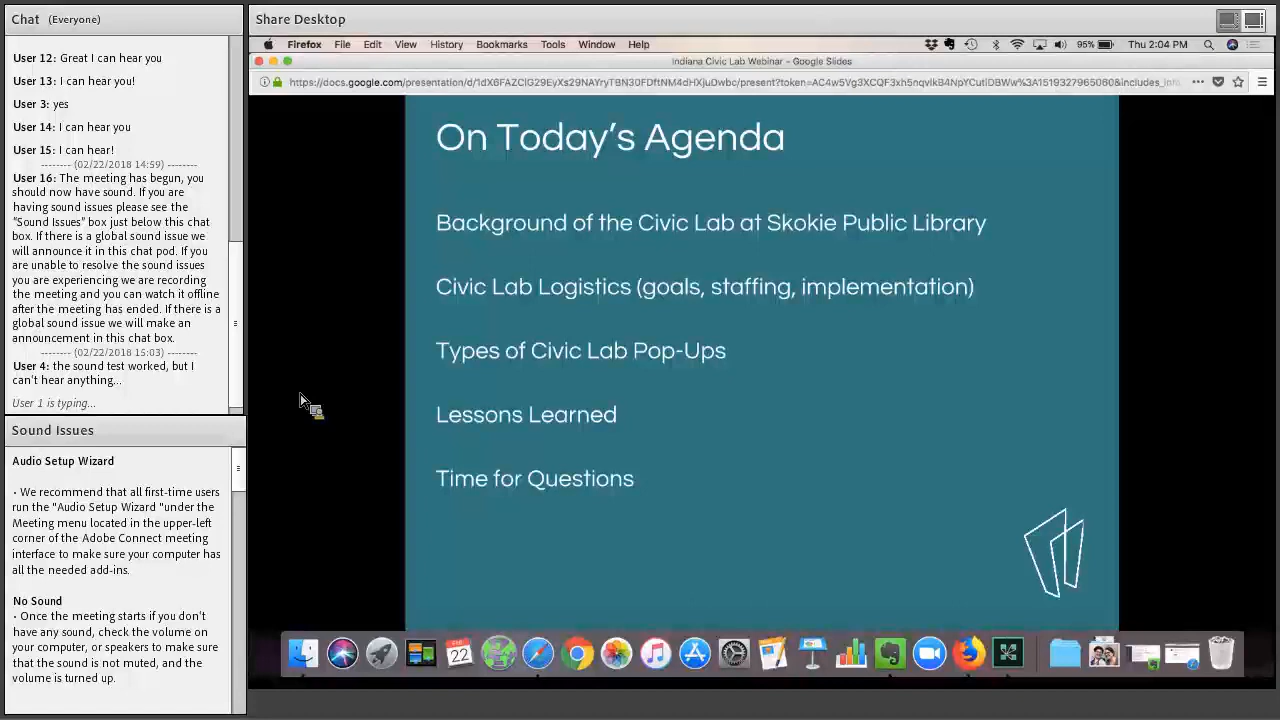 Chat (Everyone)
User 12: Great I can hear you
User 13: I can hear you!
User 3: yes
User 14: I can hear you
User 15: I can hear!
-------- (02/22/2018 14:59) --------
User 16: The meeting has begun, you
should now have sound. If you are
having sound issues please see the
"Sound Issues" box just below this chat
box. If there is a global sound issue we
will announce it in this chat pod. If you
are unable to resolve the sound issues
you are experiencing we are recording
the meeting and you can watch it offline
after the meeting has ended. If there is a
global sound issue we will make an
announcement in this chat box.
-------- (02/22/2018 15:03) --------
User 4: the sound test worked, but I
can't hear anything...
User 1 is typing...
Sound Issues
Audio Setup Wizard
• We recommend that all first-time users
run the "Audio Setup Wizard "under the
Meeting menu located in the upper-left
corner of the Adobe Connect meeting
interface to make sure your computer has
all the needed add-ins.
No Sound
• Once the meeting starts if you don't
have any sound, check the volume on
your computer, or speakers to make sure
that the sound is not muted, and the
volume is turned up.
Share Desktop
Firefox File Edit View History Bookmarks Tools Window Help 95% Thu 2:04 PM
Indiana Civic Lab Webinar - Google Slides
On Today's Agenda
Background of the Civic Lab at Skokie Public Library
Civic Lab Logistics (goals, staffing, implementation)
Types of Civic Lab Pop-Ups
Lessons Learned
Time for Questions
22